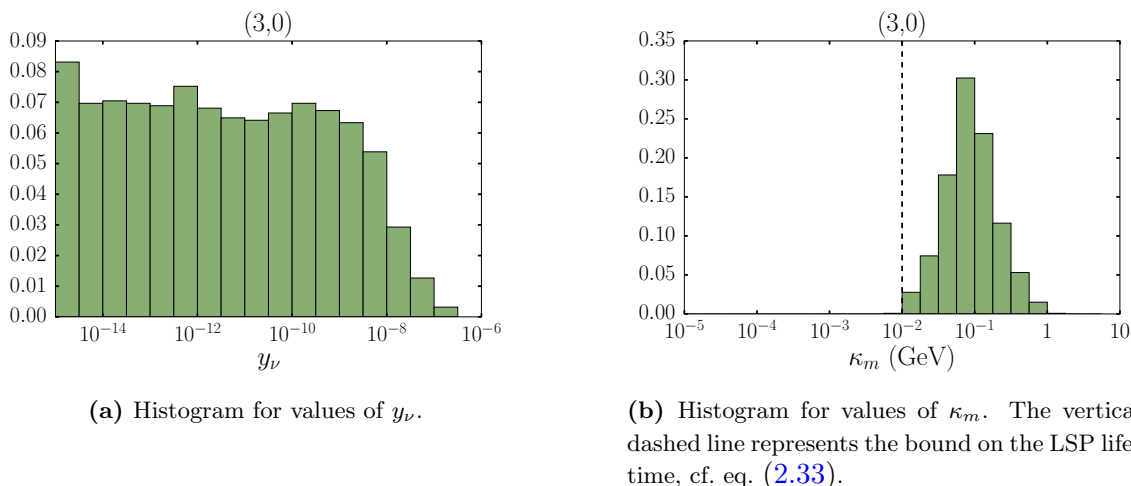 (3,0)
0.09
0.08
0.07
0.06
0.05
0.04
0.03
0.02
0.01
0.00
10^{-14} 10^{-12} 10^{-10} 10^{-8} 10^{-6}
y_ν
(a) Histogram for values of y_ν.
(3,0)
0.35
0.30
0.25
0.20
0.15
0.10
0.05
0.00
10^{-5} 10^{-4} 10^{-3} 10^{-2} 10^{-1} 1 10
κ_m (GeV)
(b) Histogram for values of κ_m. The vertica
dashed line represents the bound on the LSP life
time, cf. eq. (2.33).